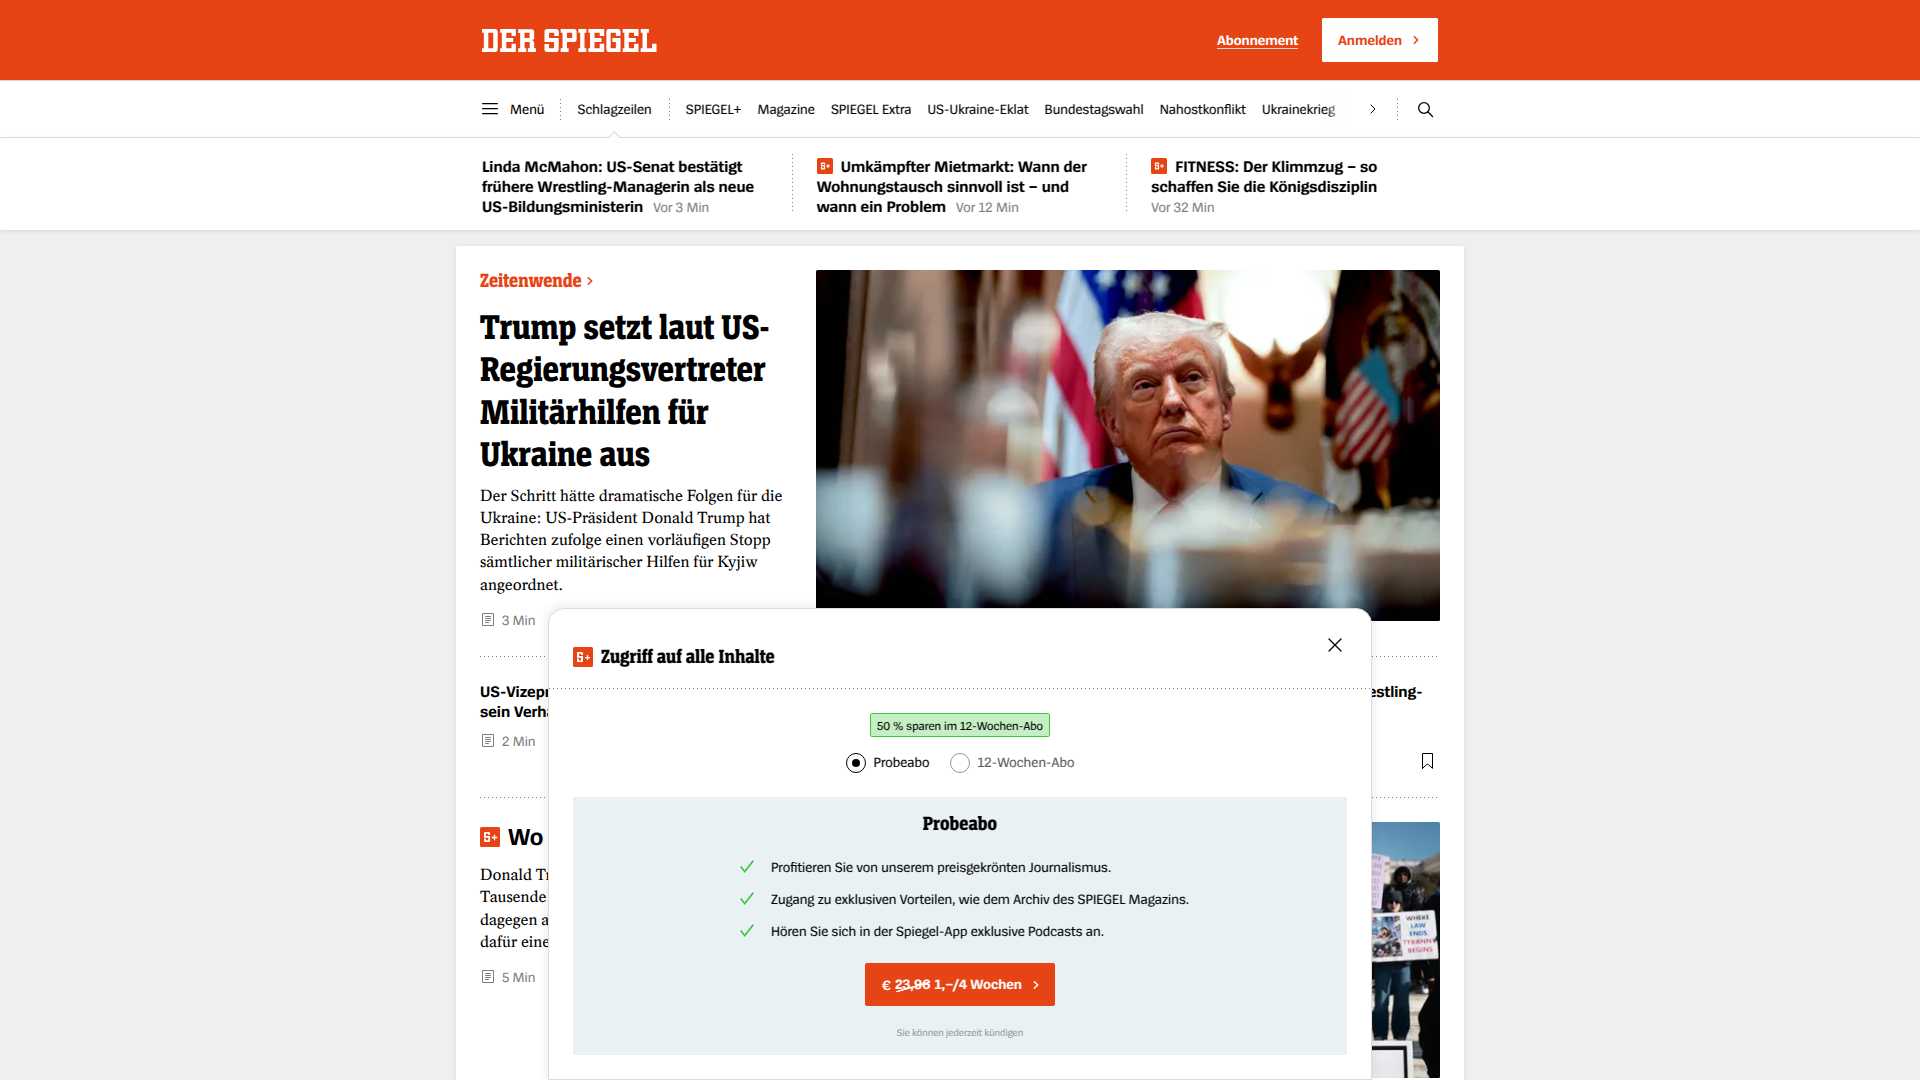 DER SPIEGEL
Abonnement
Anmelden
Menü
Schlagzeilen
SPIEGEL+
Magazine
SPIEGEL Extra
US-Ukraine-Eklat
Bundestagswahl
Nahostkonflikt
Ukrainekrieg
Linda McMahon: US-Senat bestätigt
frühere Wrestling-Managerin als neue
US-Bildungsministerin Vor 3 Min
S+ Umkämpfter Mietmarkt: Wann der
Wohnungstausch sinnvoll ist – und
wann ein Problem Vor 12 Min
S+ FITNESS: Der Klimmzug – so
schaffen Sie die Königsdisziplin
Vor 32 Min
Zeitenwende
Trump setzt laut US-
Regierungsvertreter
Militärhilfen für
Ukraine aus
Der Schritt hätte dramatische Folgen für die
Ukraine: US-Präsident Donald Trump hat
Berichten zufolge einen vorläufigen Stopp
sämtlicher militärischer Hilfen für Kyjiw
angeordnet.
3 Min
US-Vizep
sein Verh
2 Min
estling-
S+ Wo
Donald Tr
Tausende
dagegen a
dafür eine
5 Min
S+ Zugriff auf alle Inhalte
50 % sparen im 12-Wochen-Abo
Probeabo
12-Wochen-Abo
Probeabo
Profitieren Sie von unserem preisgekrönten Journalismus.
Zugang zu exklusiven Vorteilen, wie dem Archiv des SPIEGEL Magazins.
Hören Sie sich in der Spiegel-App exklusive Podcasts an.
€ 23,96 1,–/4 Wochen
Sie können jederzeit kündigen
WHERE
LAW
ENDS
TYRANNY
BEGINS